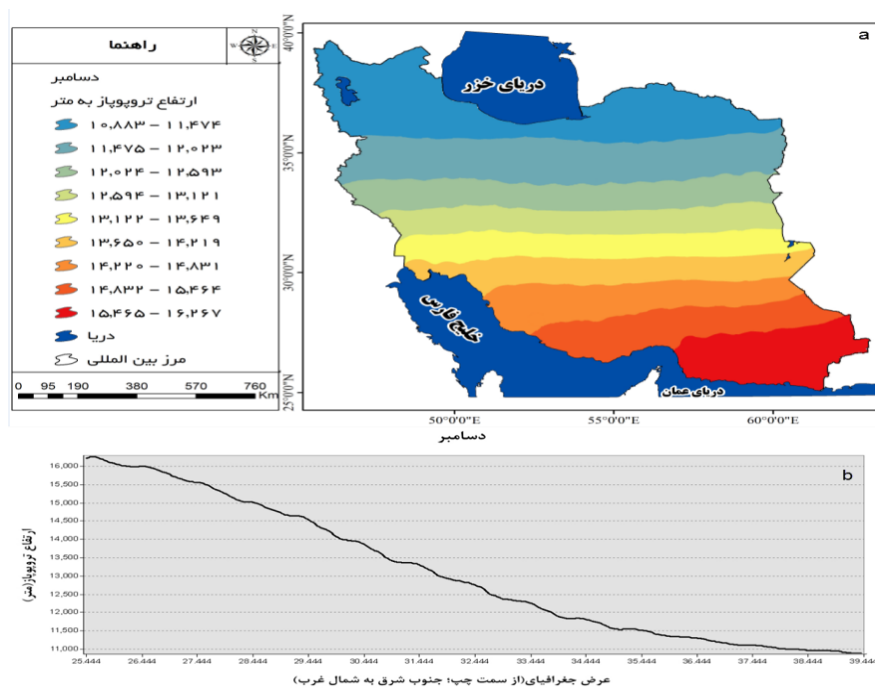 راهنما
N
W E
S
دسامبر
ارتفاع تروپوپاز به متر
۱۰,۸۸۳ – ۱۱,۴۷۴
۱۱,۴۷۵ – ۱۲,۰۲۳
۱۲,۰۲۴ – ۱۲,۵۹۳
۱۲,۵۹۴ – ۱۳,۱۲۱
۱۳,۱۲۲ – ۱۳,۶۴۹
۱۳,۶۵۰ – ۱۴,۲۱۹
۱۴,۲۲۰ – ۱۴,۸۳۱
۱۴,۸۳۲ – ۱۵,۴۶۴
۱۵,۴۶۵ – ۱۶,۲۶۷
دریا
مرز بین المللی
0 95 190 380 570 760
Km
a
40°0'0"N
35°0'0"N
30°0'0"N
25°0'0"N
دریای خزر
خلیج فارس
دریای عمان
50°0'0"E 55°0'0"E 60°0'0"E
دسامبر
b
ارتفاع تروپوپاز(متر)
16,000
15,500
15,000
14,500
14,000
13,500
13,000
12,500
12,000
11,500
11,000
25.444 26.444 27.444 28.444 29.444 30.444 31.444 32.444 33.444 34.444 35.444 36.444 37.444 38.444 39.444
عرض جغرافیای(از سمت چپ؛ جنوب شرق به شمال غرب)